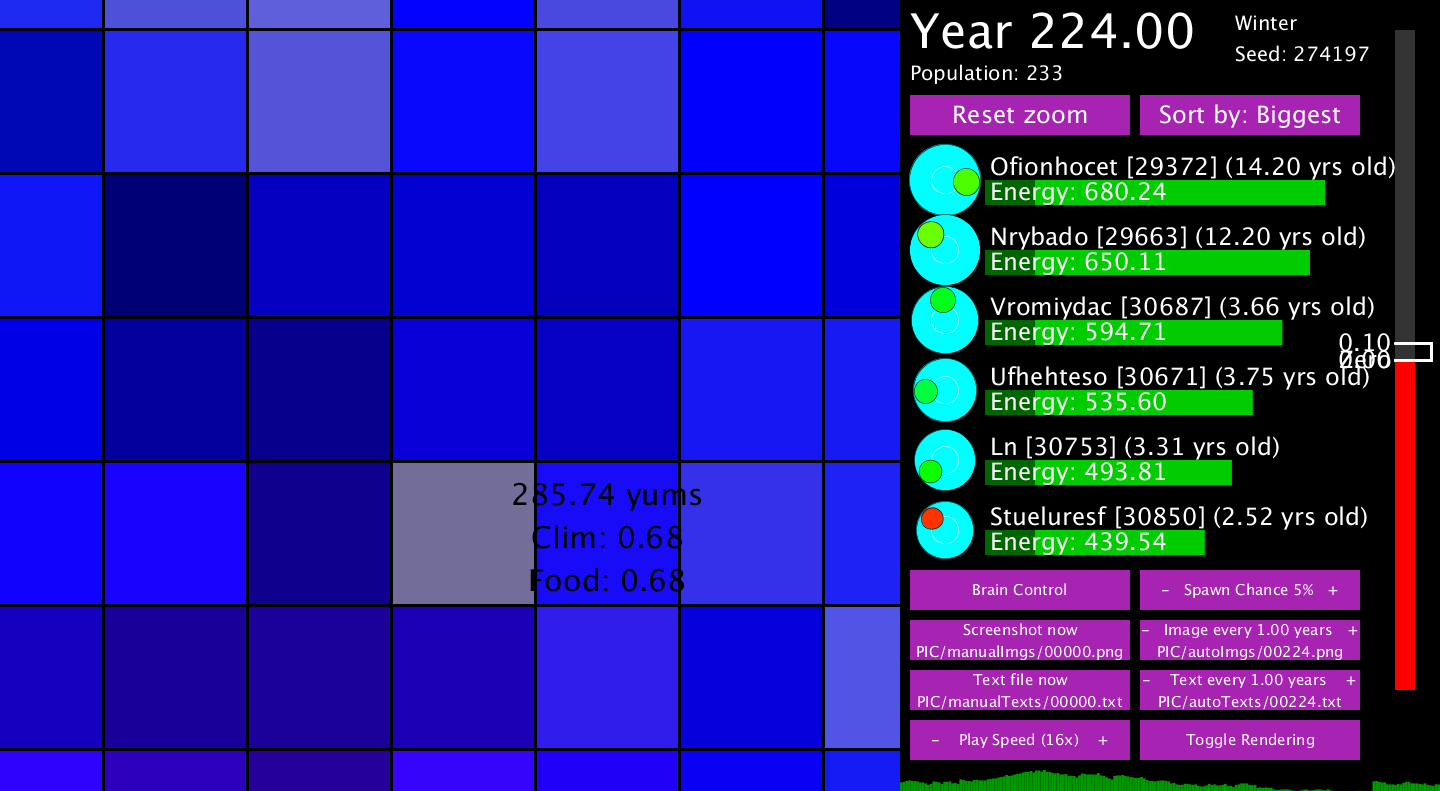 Year 224.00
Winter
Seed: 274197
Population: 233
Reset zoom
Sort by: Biggest
Ofionhocet [29372] (14.20 yrs old)
Energy: 680.24
Nrybado [29663] (12.20 yrs old)
Energy: 650.11
Vromiydac [30687] (3.66 yrs old)
Energy: 594.71
0.10
Ufhehteso [30671] (3.75 yrs old)
Energy: 535.60
Ln [30753] (3.31 yrs old)
Energy: 493.81
285.74 yums
Clim: 0.68
Food: 0.68
Stueluresf [30850] (2.52 yrs old)
Energy: 439.54
Brain Control
- Spawn Chance 5% +
Screenshot now
PIC/manualImgs/00000.png
- Image every 1.00 years +
PIC/autoImgs/00224.png
Text file now
PIC/manualTexts/00000.txt
- Text every 1.00 years +
PIC/autoTexts/00224.txt
- Play Speed (16x) +
Toggle Rendering